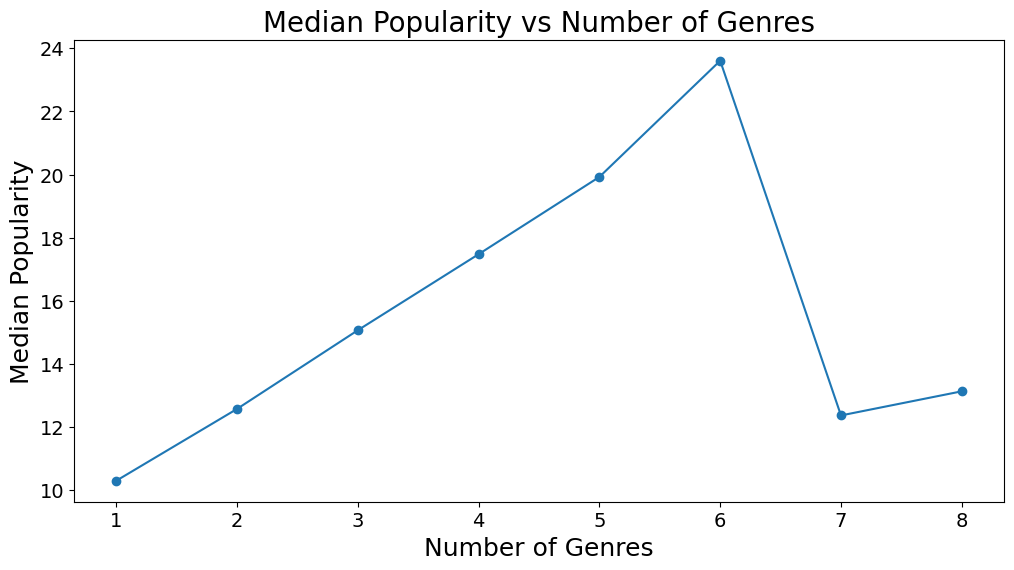 Median Popularity vs Number of Genres
24
22
20
18
16
14
12
10
Median Popularity
1 2 3 4 5 6 7 8
Number of Genres